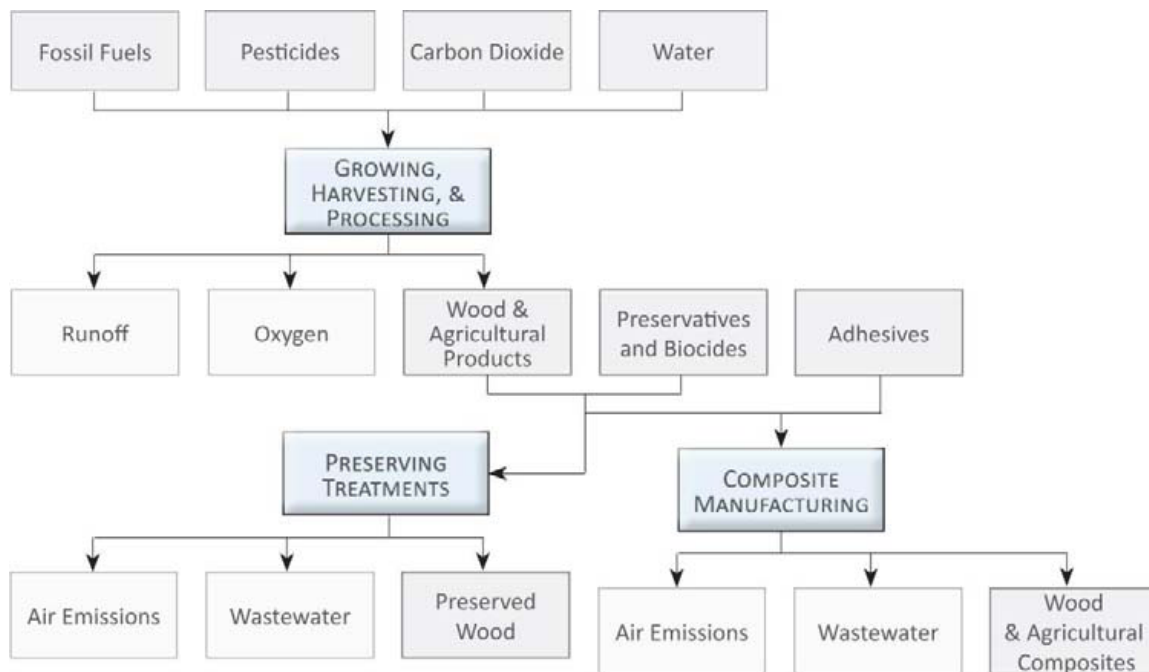 Fossil Fuels
Pesticides
Carbon Dioxide
Water
GROWING,
HARVESTING, &
PROCESSING
Runoff
Oxygen
Wood &
Agricultural
Products
Preservatives
and Biocides
Adhesives
PRESERVING
TREATMENTS
COMPOSITE
MANUFACTURING
Air Emissions
Wastewater
Preserved
Wood
Air Emissions
Wastewater
Wood
& Agricultural
Composites